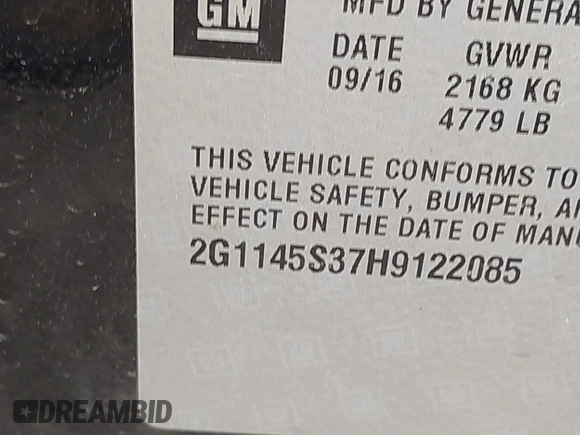 GM
MFD BY GENERA
DATE GVWR
09/16 2168 KG
4779 LB
THIS VEHICLE CONFORMS TO
VEHICLE SAFETY, BUMPER, A
EFFECT ON THE DATE OF MANU
2G1145S37H9122085
DREAMBID